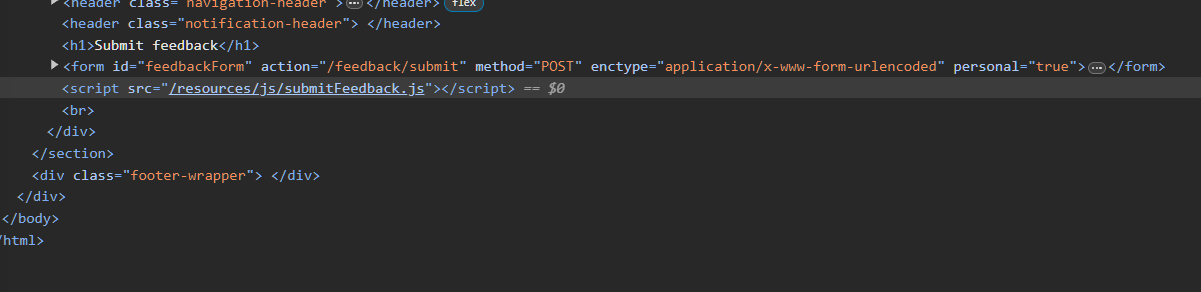 <header class="navigation-header">…</header> flex
<header class="notification-header"> </header>
<h1>Submit feedback</h1>
<form id="feedbackForm" action="/feedback/submit" method="POST" enctype="application/x-www-form-urlencoded" personal="true">…</form>
<script src="/resources/js/submitFeedback.js"></script> == $0
<br>
</div>
</section>
<div class="footer-wrapper"> </div>
</div>
</body>
/html>